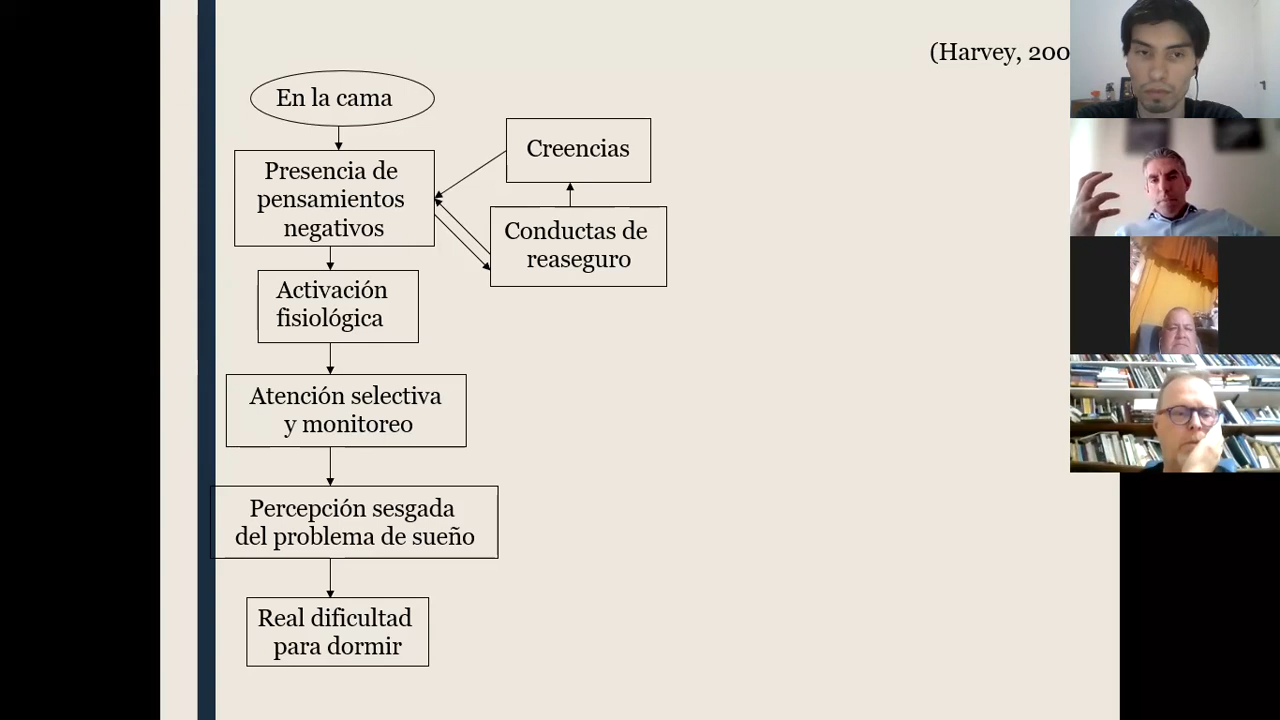 (Harvey, 200
En la cama
Presencia de
pensamientos
negativos
Creencias
Conductas de
reaseguro
Activación
fisiológica
Atención selectiva
y monitoreo
Percepción sesgada
del problema de sueño
Real dificultad
para dormir